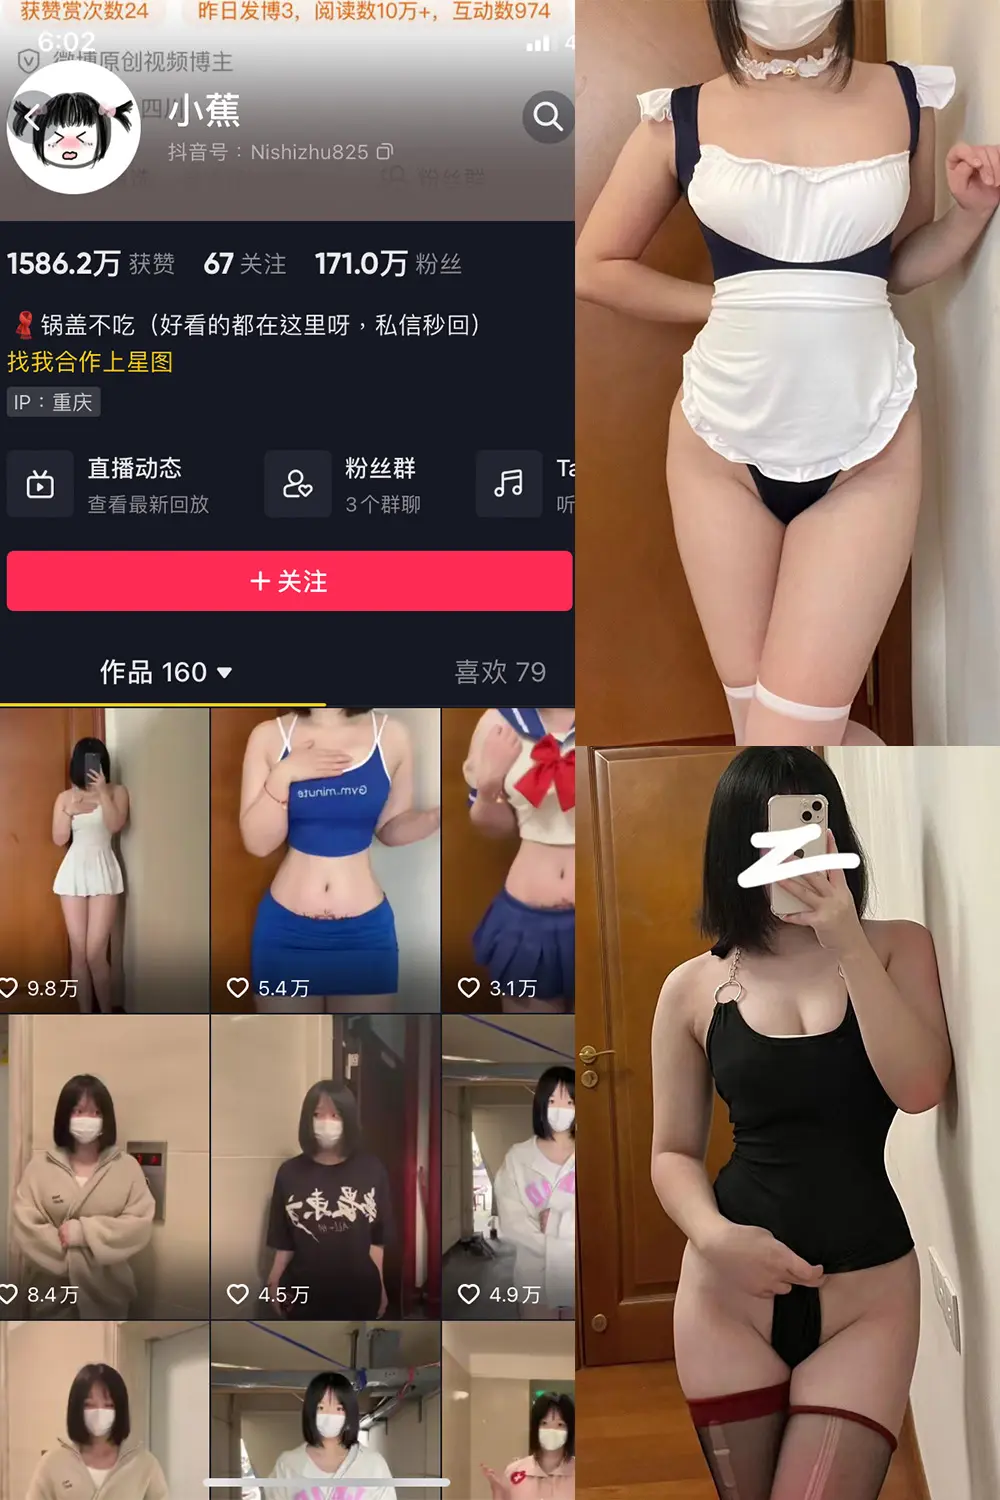 获赞赏次数24 昨日发博3，阅读数10万+，互动数974
6:02
微博原创视频博主
小蕉
抖音号：Nishizhu825
粉丝群
1586.2万 获赞 67 关注 171.0万 粉丝
锅盖不吃（好看的都在这里呀，私信秒回）
找我合作上星图
IP：重庆
直播动态
查看最新回放
粉丝群
3个群聊
听
+ 关注
作品 160
喜欢 79
Gym.minute
9.8万
5.4万
3.1万
8.4万
4.5万
4.9万